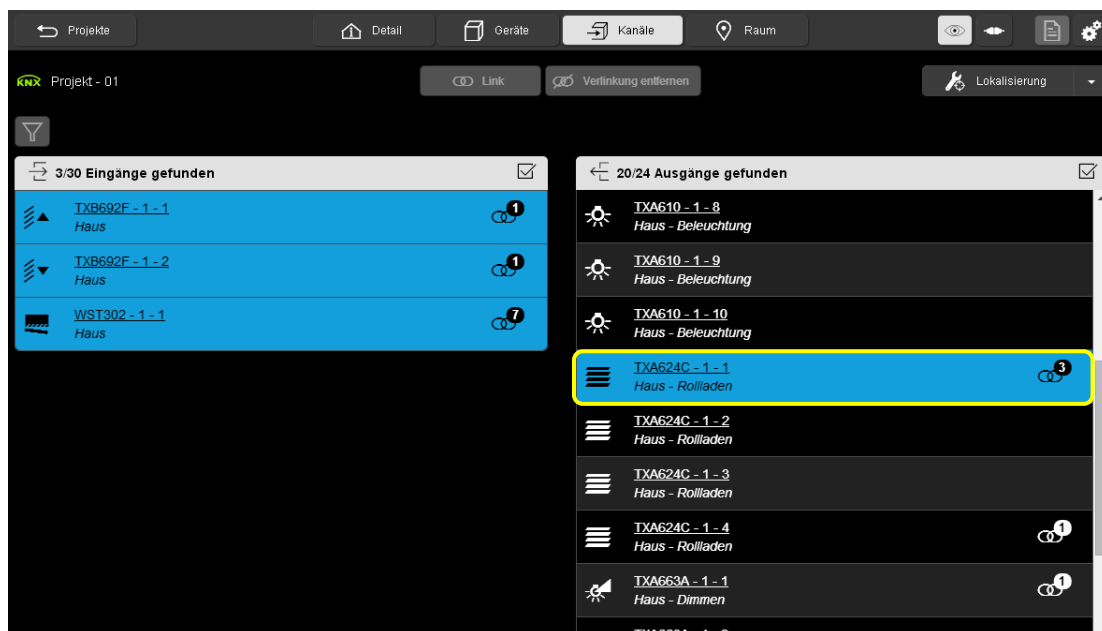 Projekte
Detail
Geräte
Kanäle
Raum
KNX Projekt - 01
Link
Verlinkung entfernen
Lokalisierung
3/30 Eingänge gefunden
TXB692F - 1 - 1
Haus
1
TXB692F - 1 - 2
Haus
1
WST302 - 1 - 1
Haus
7
20/24 Ausgänge gefunden
TXA610 - 1 - 8
Haus - Beleuchtung
TXA610 - 1 - 9
Haus - Beleuchtung
TXA610 - 1 - 10
Haus - Beleuchtung
TXA624C - 1 - 1
Haus - Rollladen
3
TXA624C - 1 - 2
Haus - Rollladen
TXA624C - 1 - 3
Haus - Rollladen
TXA624C - 1 - 4
Haus - Rollladen
1
TXA663A - 1 - 1
Haus - Dimmen
1